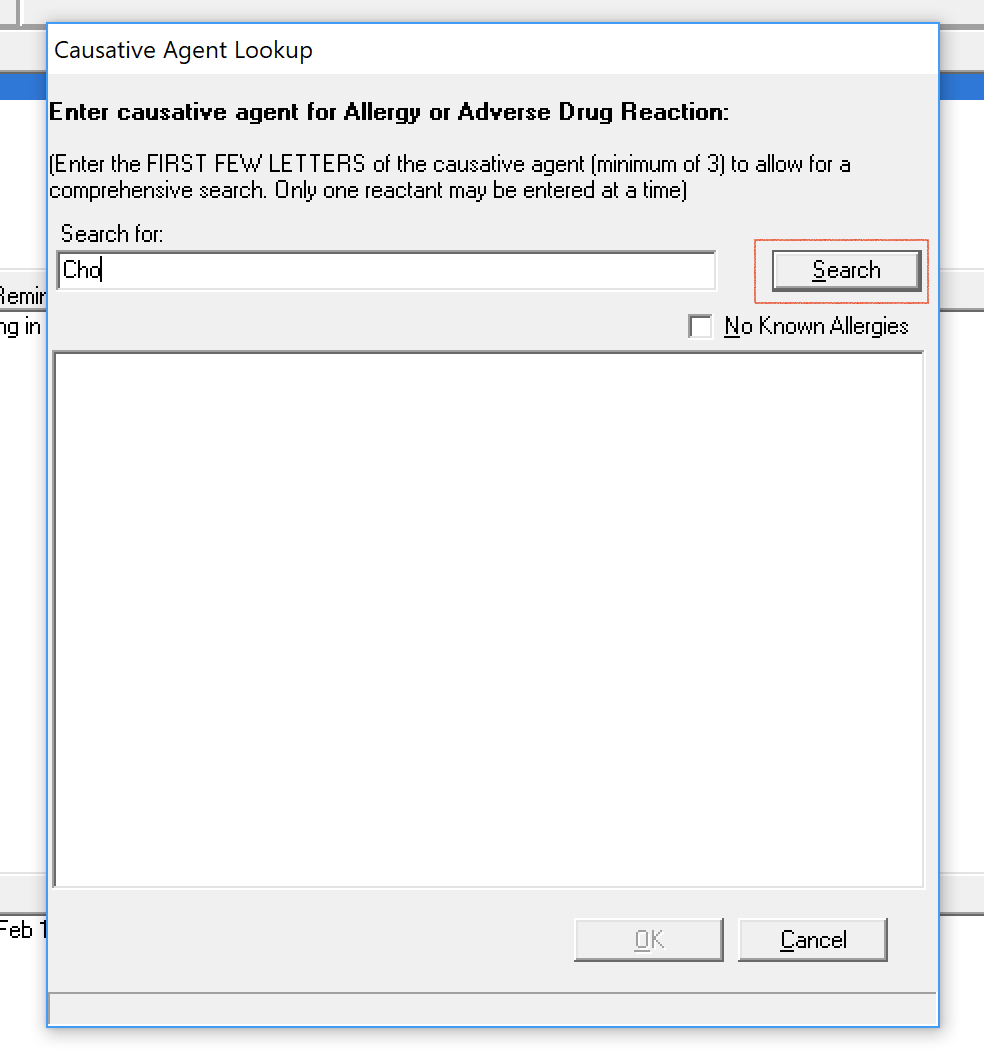 Causative Agent Lookup
Enter causative agent for Allergy or Adverse Drug Reaction:
(Enter the FIRST FEW LETTERS of the causative agent (minimum of 3) to allow for a
comprehensive search. Only one reactant may be entered at a time)
Search for:
Cho
Search
No Known Allergies
ng in
Feb 1
OK
Cancel